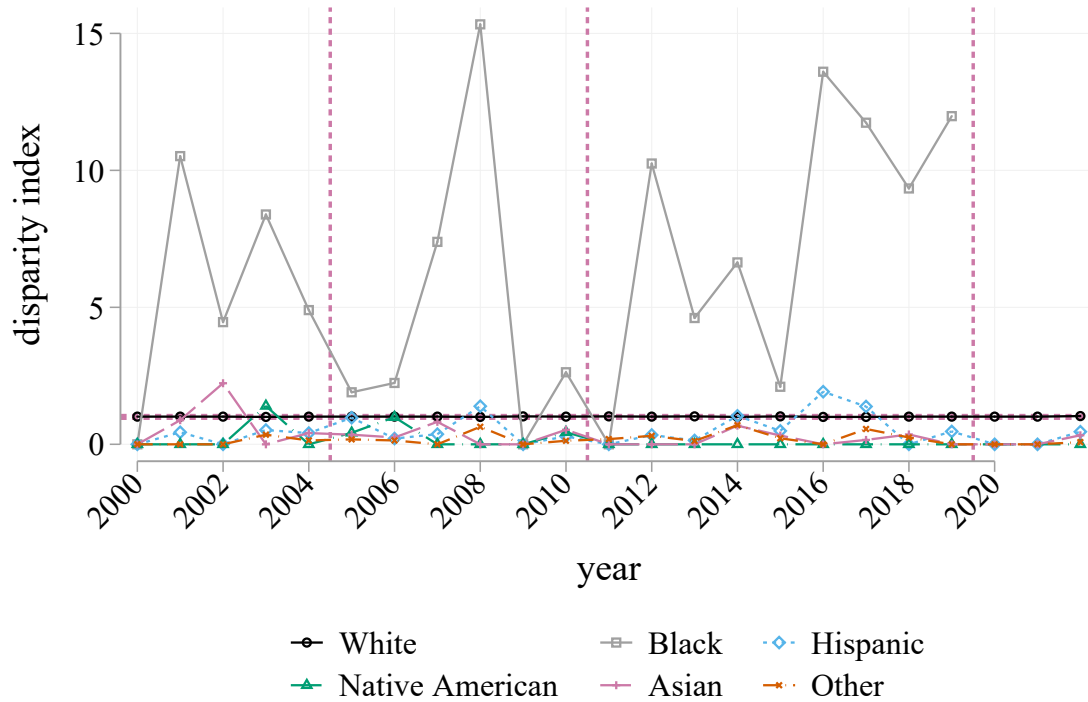 disparity index
15
10
5
0
2000 2002 2004 2006 2008 2010 2012 2014 2016 2018 2020
year
White Black Hispanic
Native American Asian Other